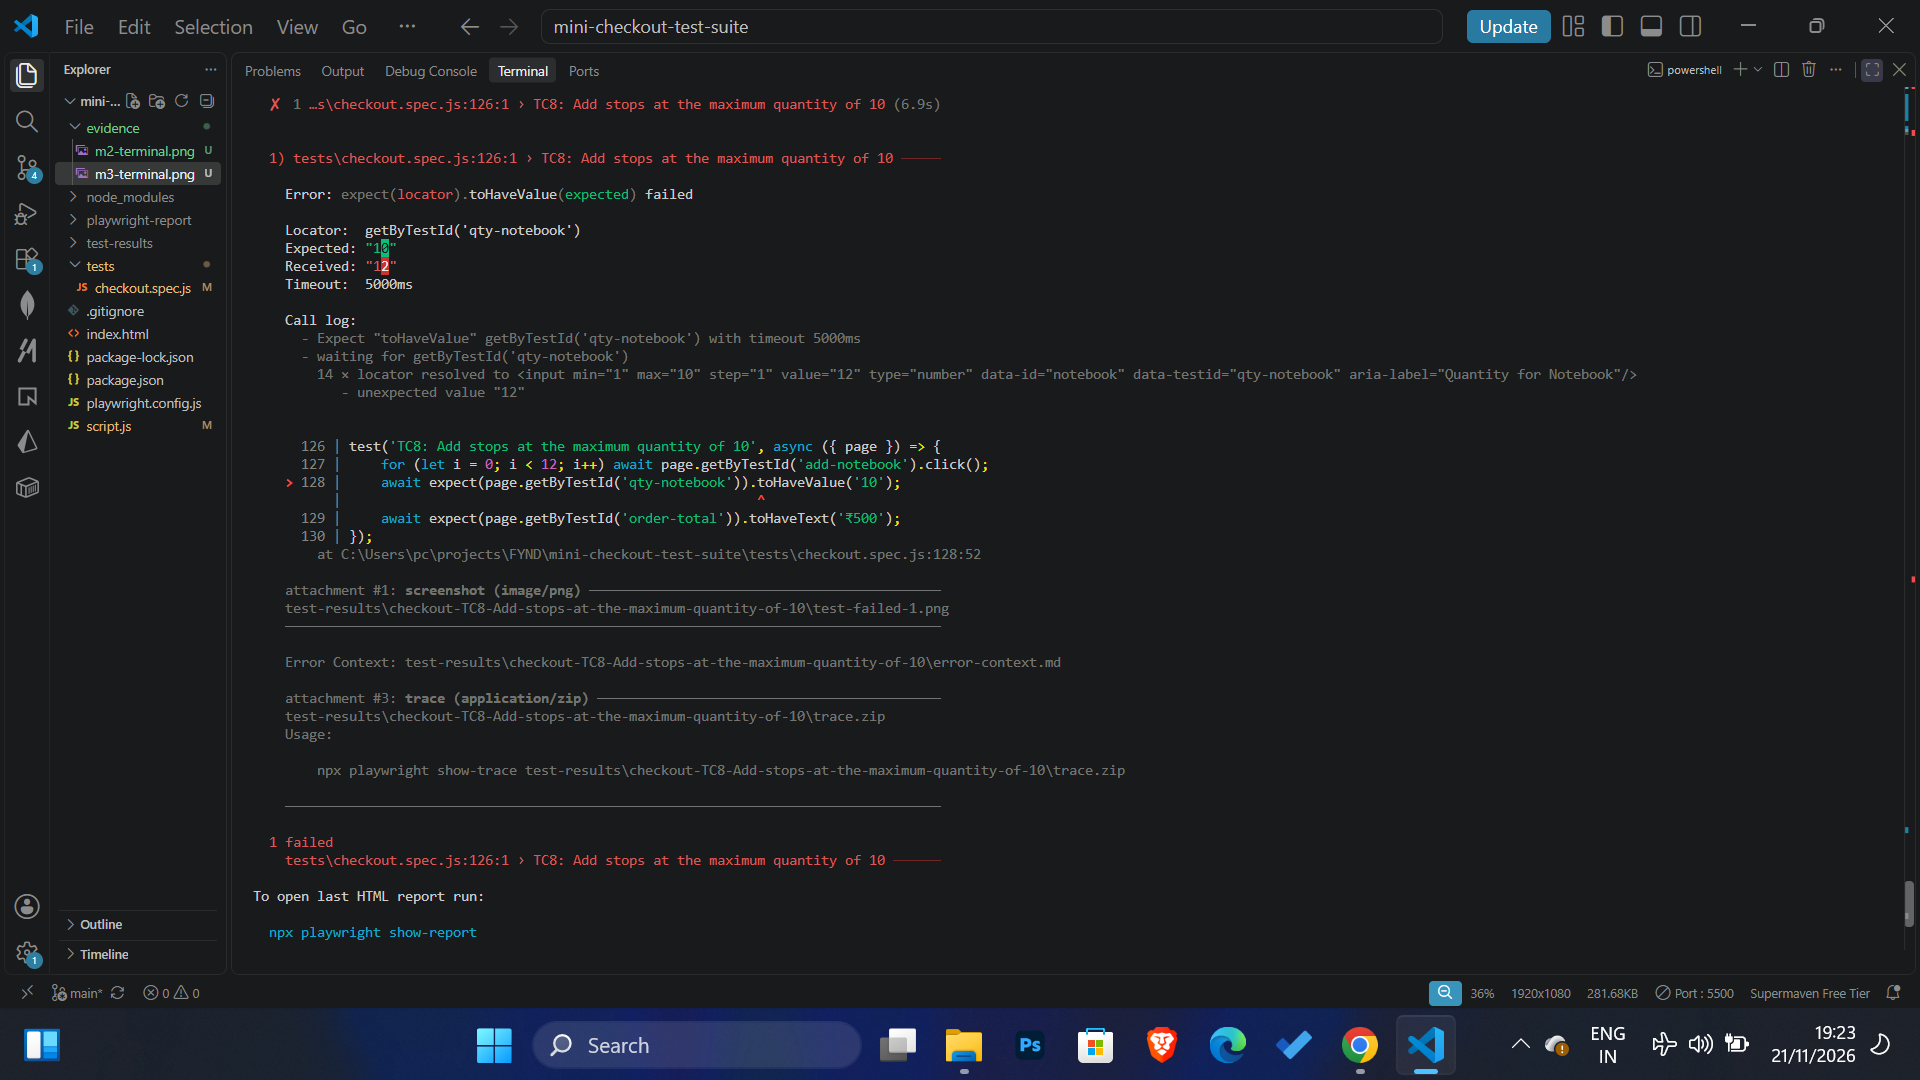 File Edit Selection View Go ··· mini-checkout-test-suite Update
Explorer
mini-...
evidence
m2-terminal.png U
m3-terminal.png U
node_modules
playwright-report
test-results
tests
JS checkout.spec.js M
.gitignore
<> index.html
{} package-lock.json
{} package.json
JS playwright.config.js
JS script.js M
Outline
Timeline
4
1
1
Problems Output Debug Console Terminal Ports powershell
✗ 1 …s\checkout.spec.js:126:1 › TC8: Add stops at the maximum quantity of 10 (6.9s)
1) tests\checkout.spec.js:126:1 › TC8: Add stops at the maximum quantity of 10
Error: expect(locator).toHaveValue(expected) failed
Locator: getByTestId('qty-notebook')
Expected: "10"
Received: "12"
Timeout: 5000ms
Call log:
- Expect "toHaveValue" getByTestId('qty-notebook') with timeout 5000ms
- waiting for getByTestId('qty-notebook')
14 × locator resolved to <input min="1" max="10" step="1" value="12" type="number" data-id="notebook" data-testid="qty-notebook" aria-label="Quantity for Notebook"/>
- unexpected value "12"
126 | test('TC8: Add stops at the maximum quantity of 10', async ({ page }) => {
127 | for (let i = 0; i < 12; i++) await page.getByTestId('add-notebook').click();
> 128 | await expect(page.getByTestId('qty-notebook')).toHaveValue('10');
| ^
129 | await expect(page.getByTestId('order-total')).toHaveText('₹500');
130 | });
at C:\Users\pc\projects\FYND\mini-checkout-test-suite\tests\checkout.spec.js:128:52
attachment #1: screenshot (image/png)
test-results\checkout-TC8-Add-stops-at-the-maximum-quantity-of-10\test-failed-1.png
Error Context: test-results\checkout-TC8-Add-stops-at-the-maximum-quantity-of-10\error-context.md
attachment #3: trace (application/zip)
test-results\checkout-TC8-Add-stops-at-the-maximum-quantity-of-10\trace.zip
Usage:
npx playwright show-trace test-results\checkout-TC8-Add-stops-at-the-maximum-quantity-of-10\trace.zip
1 failed
tests\checkout.spec.js:126:1 › TC8: Add stops at the maximum quantity of 10
To open last HTML report run:
npx playwright show-report
main* 0 0 36% 1920x1080 281.68KB Port : 5500 Supermaven Free Tier
Search Ps ENG IN 19:23 21/11/2026